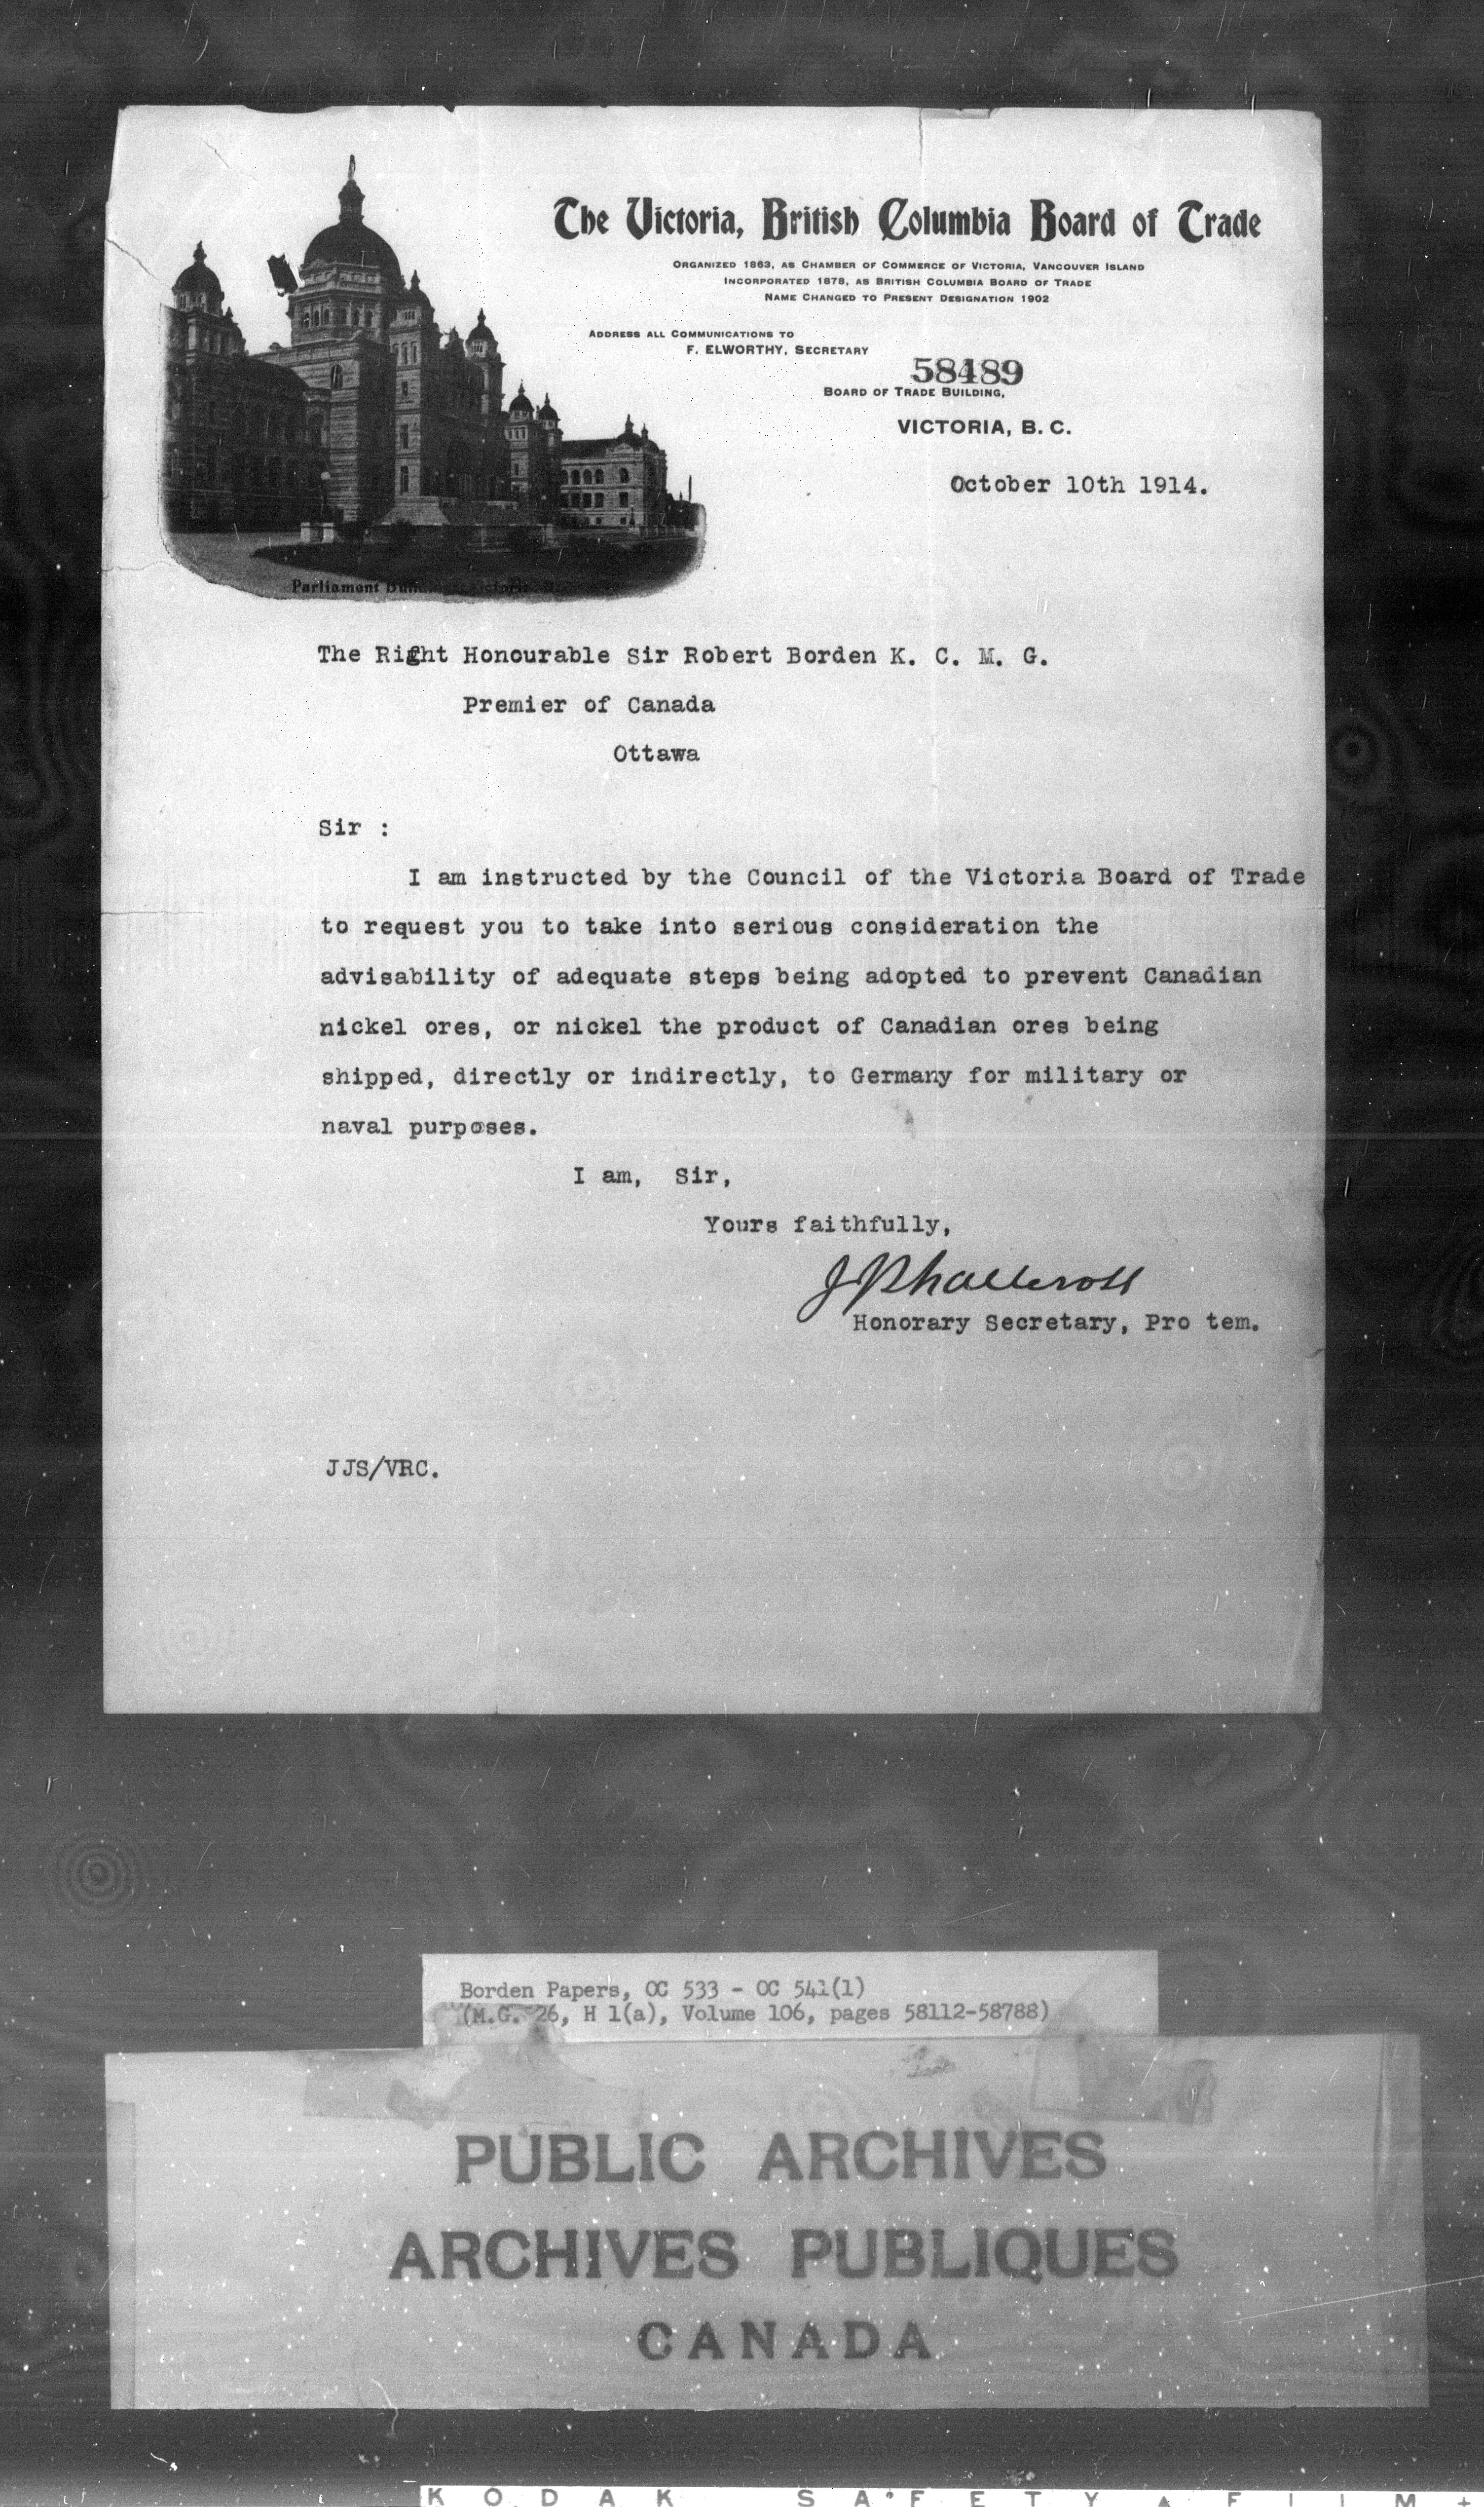 The Victoria, British Columbia Board of Trade
ORGANIZED 1863, AS CHAMBER OF COMMERCE OF VICTORIA, VANCOUVER ISLAND
INCORPORATED 1878, AS BRITISH COLUMBIA BOARD OF TRADE
NAME CHANGED TO PRESENT DESIGNATION 1902
ADDRESS ALL COMMUNICATIONS TO
F. ELWORTHY, SECRETARY
58489
BOARD OF TRADE BUILDING,
VICTORIA, B. C.
October 10th 1914.
Parliament Buildings, Victoria, B.
The Right Honourable Sir Robert Borden K. C. M. G.
Premier of Canada
Ottawa
Sir :
I am instructed by the Council of the Victoria Board of Trade
to request you to take into serious consideration the
advisability of adequate steps being adopted to prevent Canadian
nickel ores, or nickel the product of Canadian ores being
shipped, directly or indirectly, to Germany for military or
naval purposes.
I am, Sir,
Yours faithfully,
Honorary Secretary, Pro tem.
JJS/VRC.
Borden Papers, OC 533 - OC 541(1)
(M.G. 26, H 1(a), Volume 106, pages 58112-58788)
PUBLIC ARCHIVES
ARCHIVES PUBLIQUES
CANADA
KODAK SAFETY FILM